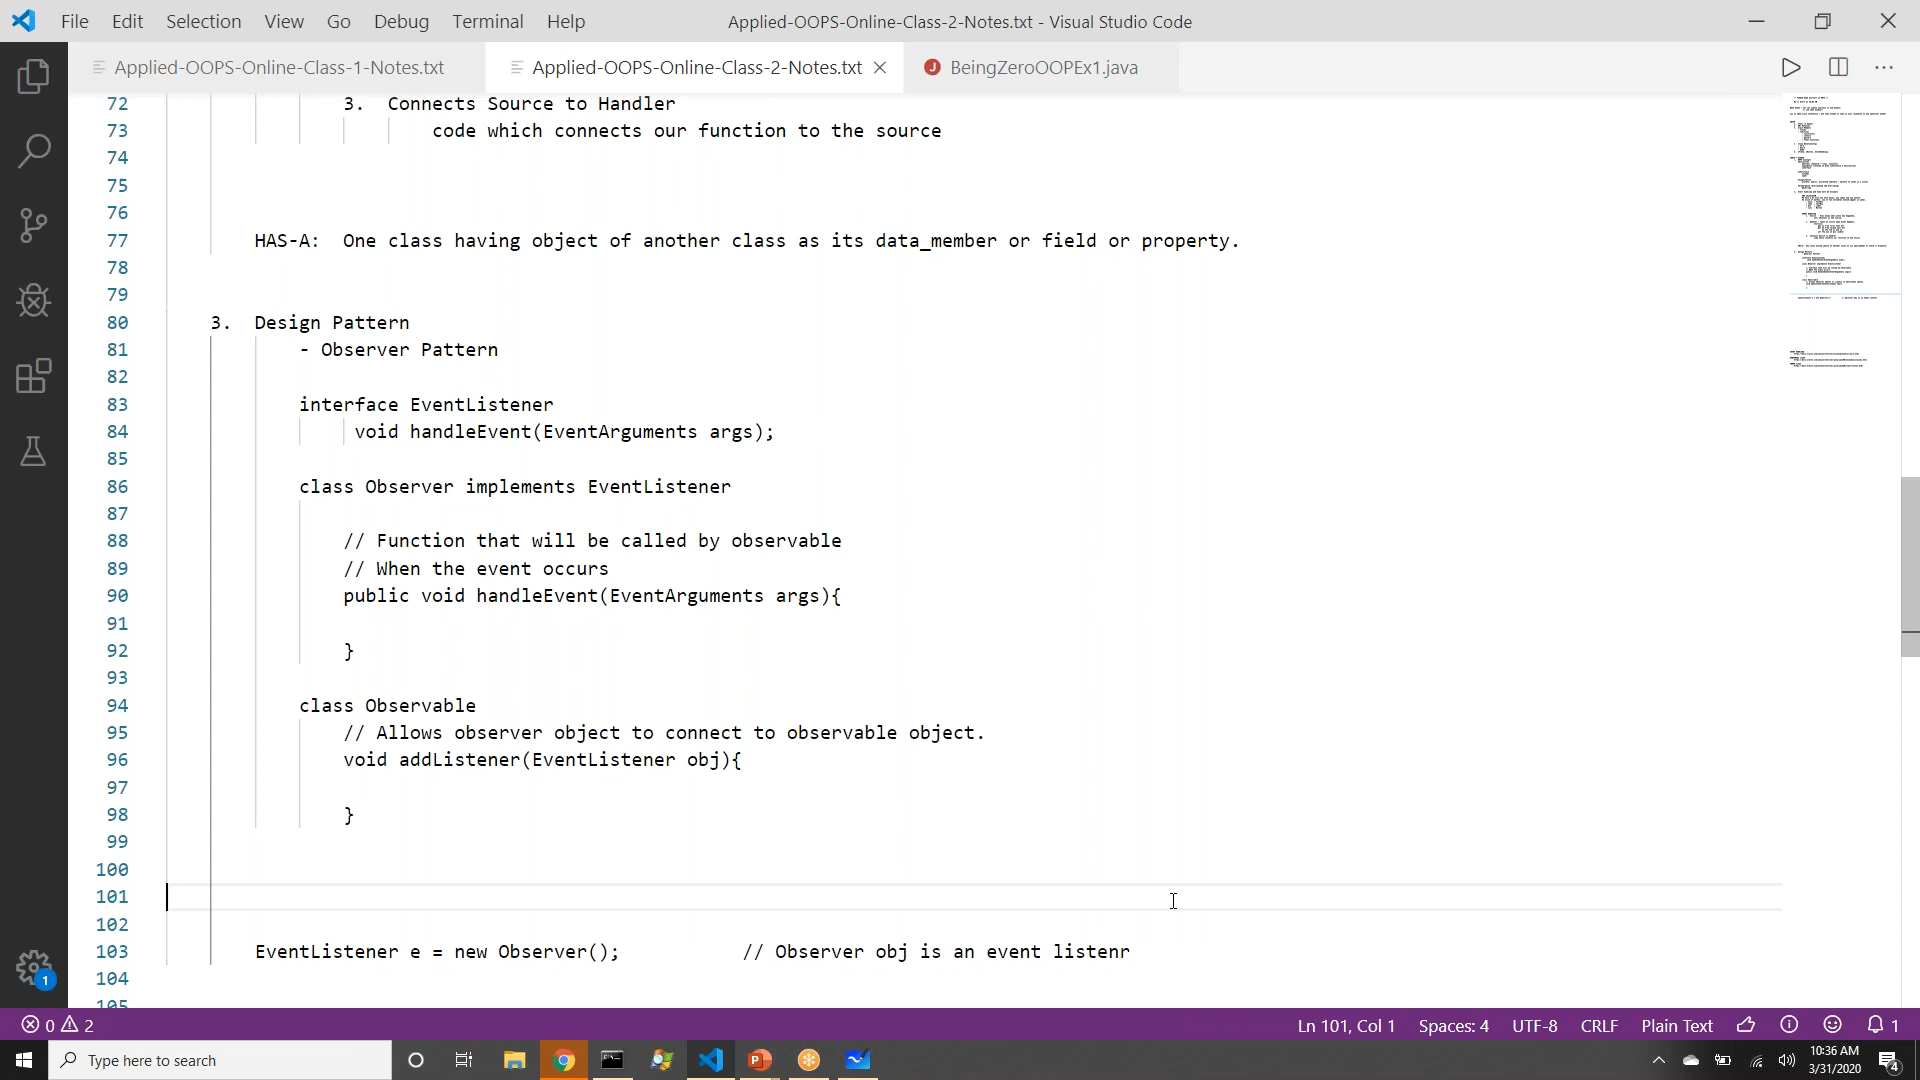 File Edit Selection View Go Debug Terminal Help Applied-OOPS-Online-Class-2-Notes.txt - Visual Studio Code
Applied-OOPS-Online-Class-1-Notes.txt Applied-OOPS-Online-Class-2-Notes.txt BeingZeroOOPEx1.java
72 3. Connects Source to Handler
73 code which connects our function to the source
74
75
76
77 HAS-A: One class having object of another class as its data_member or field or property.
78
79
80 3. Design Pattern
81 - Observer Pattern
82
83 interface EventListener
84 void handleEvent(EventArguments args);
85
86 class Observer implements EventListener
87
88 // Function that will be called by observable
89 // When the event occurs
90 public void handleEvent(EventArguments args){
91
92 }
93
94 class Observable
95 // Allows observer object to connect to observable object.
96 void addListener(EventListener obj){
97
98 }
99
100
101
102
103 EventListener e = new Observer(); // Observer obj is an event listenr
104
105
0 2 Ln 101, Col 1 Spaces: 4 UTF-8 CRLF Plain Text 1
Type here to search 10:36 AM
3/31/2020 4